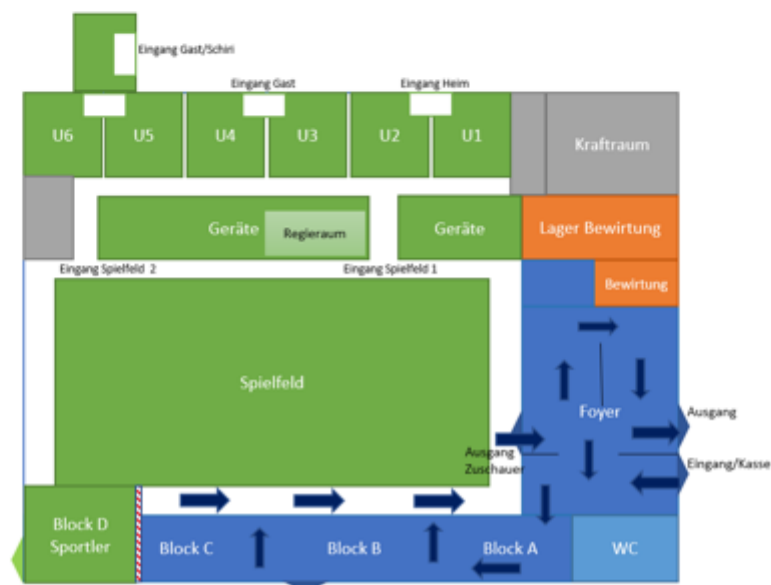 Eingang Gast/Schiri
Eingang Gast
Eingang Heim
U6
U5
U4
U3
U2
U1
Kraftraum
Geräte
Regieraum
Geräte
Lager Bewirtung
Eingang Spielfeld 2
Eingang Spielfeld 1
Bewirtung
Spielfeld
Foyer
Ausgang
Ausgang
Zuschauer
Eingang/Kasse
Block D
Sportler
Block C
Block B
Block A
WC